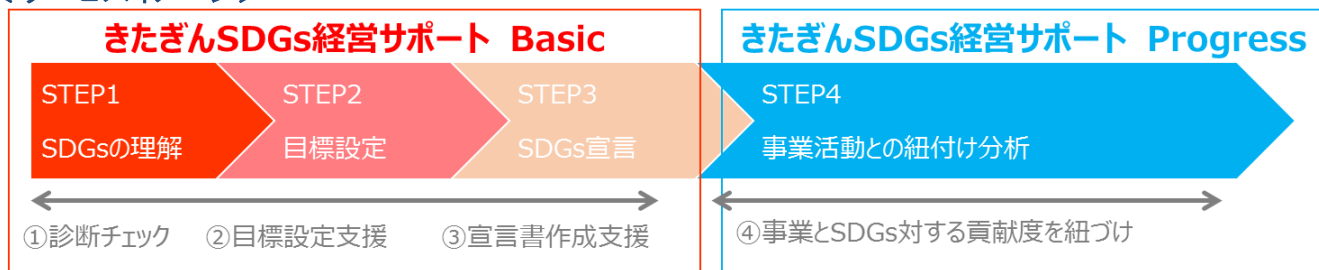 きたぎんSDGs経営サポート Basic
きたぎんSDGs経営サポート Progress
STEP1
SDGsの理解
STEP2
目標設定
STEP3
SDGs宣言
STEP4
事業活動との紐付け分析
①診断チェック
②目標設定支援
③宣言書作成支援
④事業とSDGs対する貢献度を紐づけ